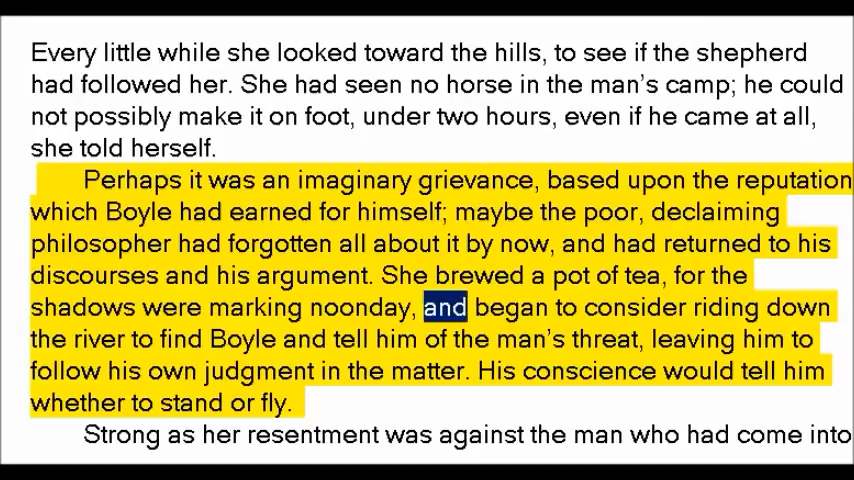 Every little while she looked toward the hills, to see if the shepherd
had followed her. She had seen no horse in the man's camp; he could
not possibly make it on foot, under two hours, even if he came at all,
she told herself.
Perhaps it was an imaginary grievance, based upon the reputation
which Boyle had earned for himself; maybe the poor, declaiming
philosopher had forgotten all about it by now, and had returned to his
discourses and his argument. She brewed a pot of tea, for the
shadows were marking noonday, and began to consider riding down
the river to find Boyle and tell him of the man's threat, leaving him to
follow his own judgment in the matter. His conscience would tell him
whether to stand or fly.
Strong as her resentment was against the man who had come into